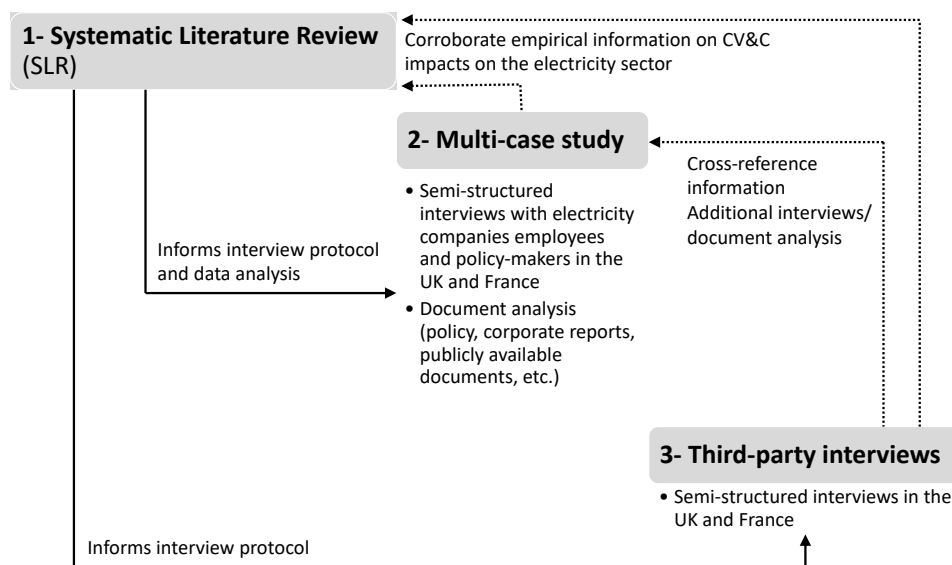 1- Systematic Literature Review
(SLR)
Corroborate empirical information on CV&C
impacts on the electricity sector
2- Multi-case study
• Semi-structured
interviews with electricity
companies employees
and policy-makers in the
UK and France
• Document analysis
(policy, corporate reports,
publicly available
documents, etc.)
Cross-reference
information
Additional interviews/
document analysis
Informs interview protocol
and data analysis
3- Third-party interviews
• Semi-structured interviews in the
UK and France
Informs interview protocol